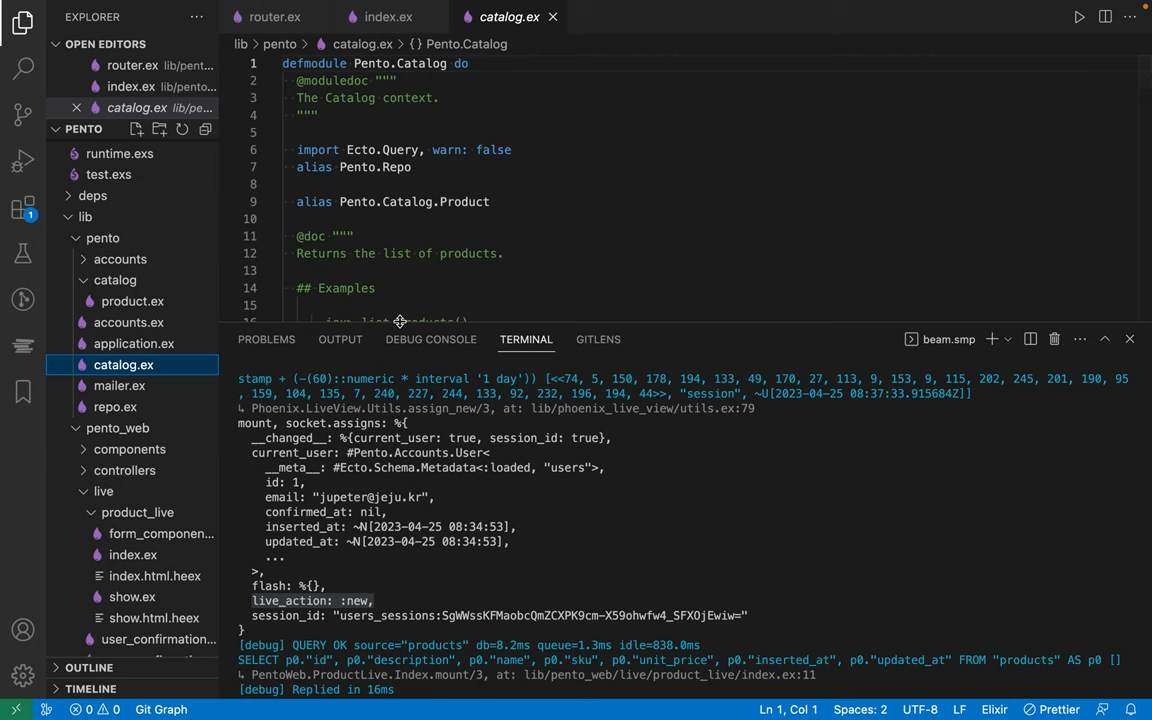 EXPLORER
OPEN EDITORS
router.ex lib/pent...
index.ex lib/pento...
catalog.ex lib/pe...
PENTO
runtime.exs
test.exs
deps
lib
pento
accounts
catalog
product.ex
accounts.ex
application.ex
catalog.ex
mailer.ex
repo.ex
pento_web
components
controllers
live
product_live
form_componen...
index.ex
index.html.heex
show.ex
show.html.heex
user_confirmation...
OUTLINE
TIMELINE
1
router.ex index.ex catalog.ex
lib > pento > catalog.ex > {} Pento.Catalog
1 defmodule Pento.Catalog do
2 @moduledoc """
3 The Catalog context.
4 """
5
6 import Ecto.Query, warn: false
7 alias Pento.Repo
8
9 alias Pento.Catalog.Product
10
11 @doc """
12 Returns the list of products.
13
14 ## Examples
15
16 iex> list_products()
PROBLEMS OUTPUT DEBUG CONSOLE TERMINAL GITLENS beam.smp
stamp + (-(60)::numeric * interval '1 day')) [<<74, 5, 150, 178, 194, 133, 49, 170, 27, 113, 9, 153, 9, 115, 202, 245, 201, 190, 95
, 159, 104, 135, 7, 240, 227, 244, 133, 92, 232, 196, 194, 44>>, "session", ~U[2023-04-25 08:37:33.915684Z]]
↳ Phoenix.LiveView.Utils.assign_new/3, at: lib/phoenix_live_view/utils.ex:79
mount, socket.assigns: %{
__changed__: %{current_user: true, session_id: true},
current_user: #Pento.Accounts.User<
__meta__: #Ecto.Schema.Metadata<:loaded, "users">,
id: 1,
email: "jupeter@jeju.kr",
confirmed_at: nil,
inserted_at: ~N[2023-04-25 08:34:53],
updated_at: ~N[2023-04-25 08:34:53],
...
>,
flash: %{},
live_action: :new,
session_id: "users_sessions:SgWWssKFMaobcQmZCXPK9cm-X59ohwfw4_SFXOjEwiw="
}
[debug] QUERY OK source="products" db=8.2ms queue=1.3ms idle=838.0ms
SELECT p0."id", p0."description", p0."name", p0."sku", p0."unit_price", p0."inserted_at", p0."updated_at" FROM "products" AS p0 []
↳ PentoWeb.ProductLive.Index.mount/3, at: lib/pento_web/live/product_live/index.ex:11
[debug] Replied in 16ms
0 0 Git Graph Ln 1, Col 1 Spaces: 2 UTF-8 LF Elixir Prettier